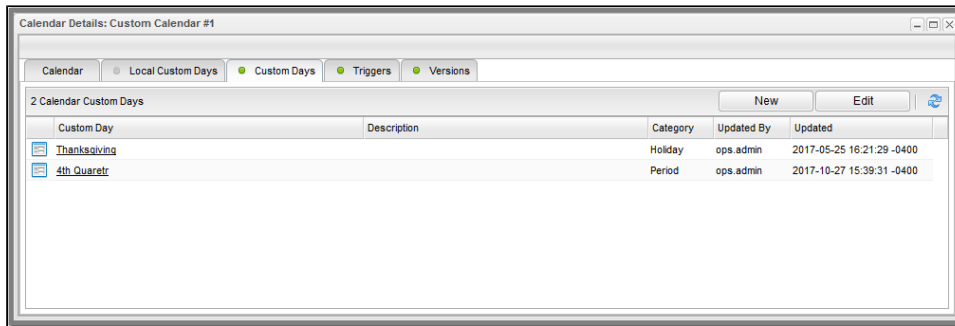 Calendar Details: Custom Calendar #1
Calendar Local Custom Days Custom Days Triggers Versions
2 Calendar Custom Days New Edit
Custom Day Description Category Updated By Updated
Thanksgiving Holiday ops.admin 2017-05-25 16:21:29 -0400
4th Quaretr Period ops.admin 2017-10-27 15:39:31 -0400